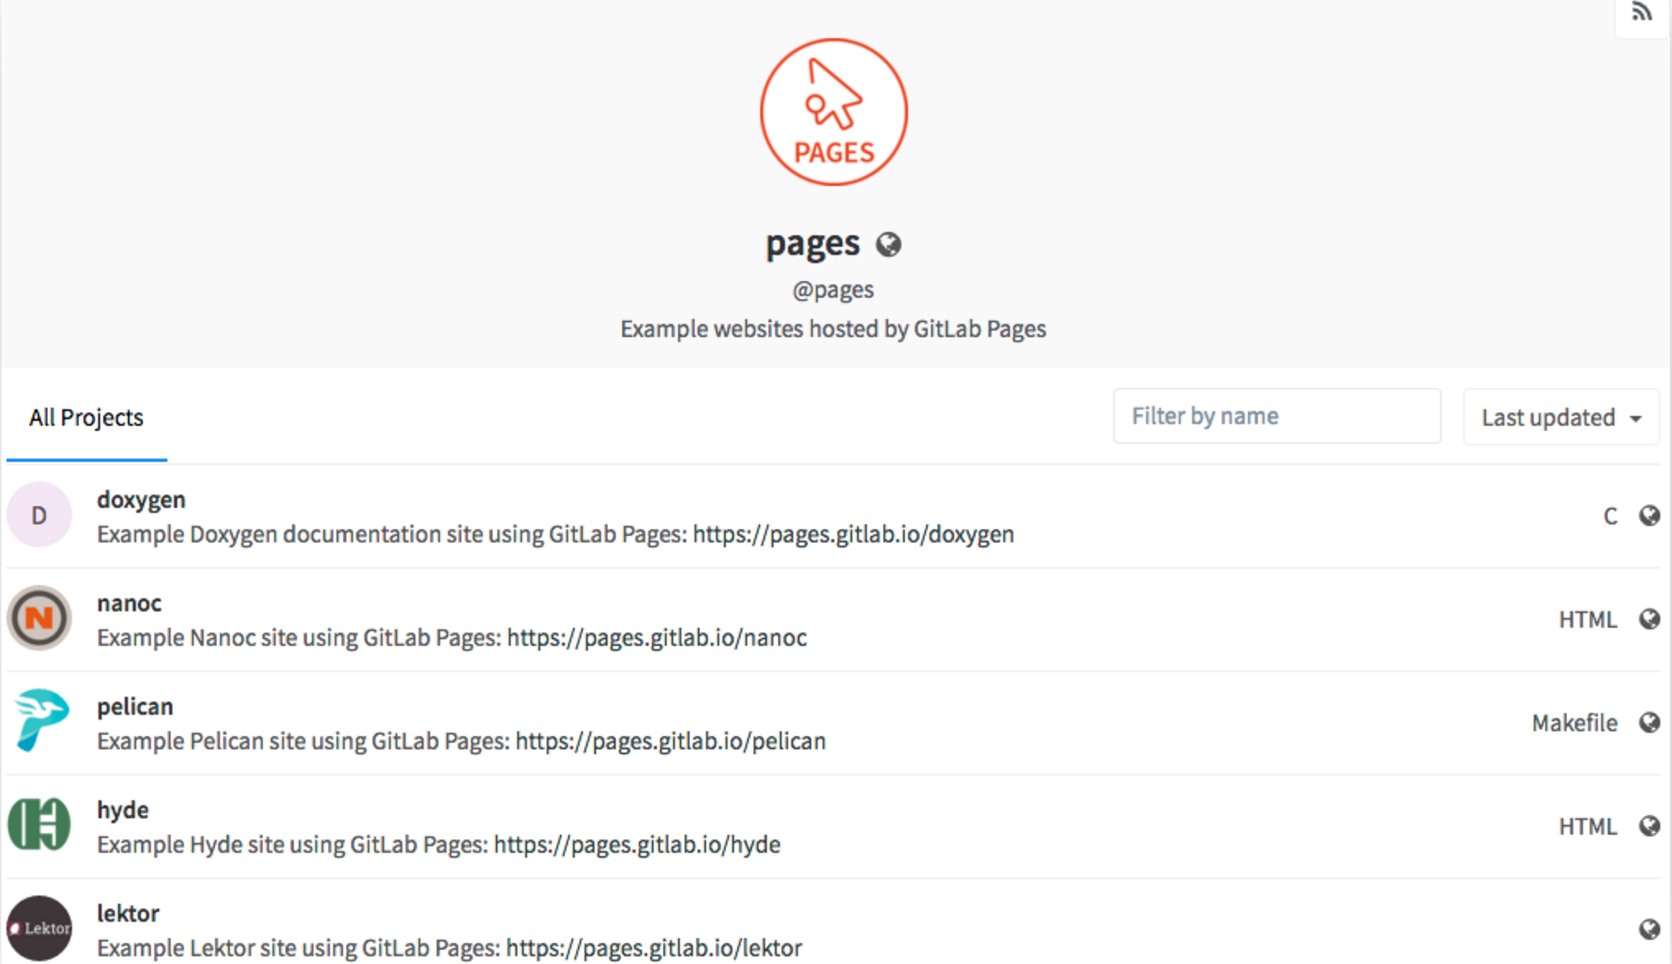 PAGES
pages
@pages
Example websites hosted by GitLab Pages
All Projects
Filter by name
Last updated
D
doxygen
Example Doxygen documentation site using GitLab Pages: https://pages.gitlab.io/doxygen
C
N
nanoc
Example Nanoc site using GitLab Pages: https://pages.gitlab.io/nanoc
HTML
pelican
Example Pelican site using GitLab Pages: https://pages.gitlab.io/pelican
Makefile
hyde
Example Hyde site using GitLab Pages: https://pages.gitlab.io/hyde
HTML
Lektor
lektor
Example Lektor site using GitLab Pages: https://pages.gitlab.io/lektor